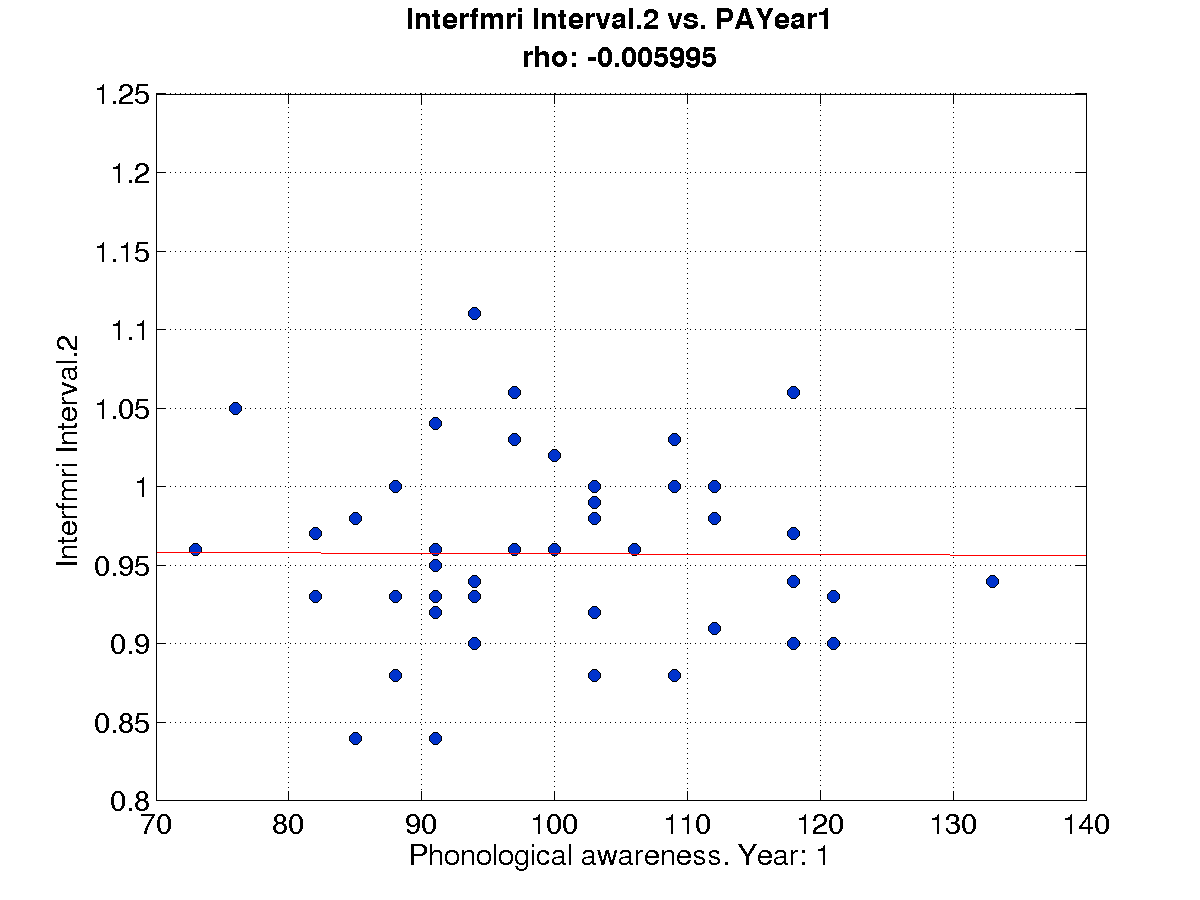 Interfmri Interval.2 vs. PAYear1
rho: -0.005995
1.25
1.2
1.15
1.1
1.05
1
0.95
0.9
0.85
0.8
Interfmri Interval.2
70 80 90 100 110 120 130 140
Phonological awareness. Year: 1